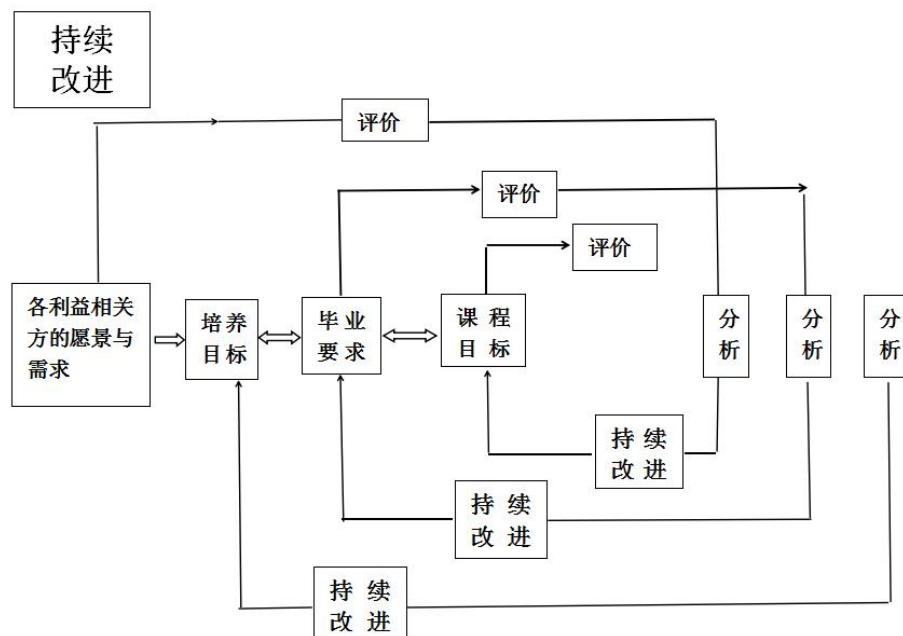 持续
改进
评价
评价
评价
各利益相关
方的愿景与
需求
培养
目标
毕业
要求
课程
目标
分
析
分
析
分
析
持续
改进
持续
改进
持续
改进